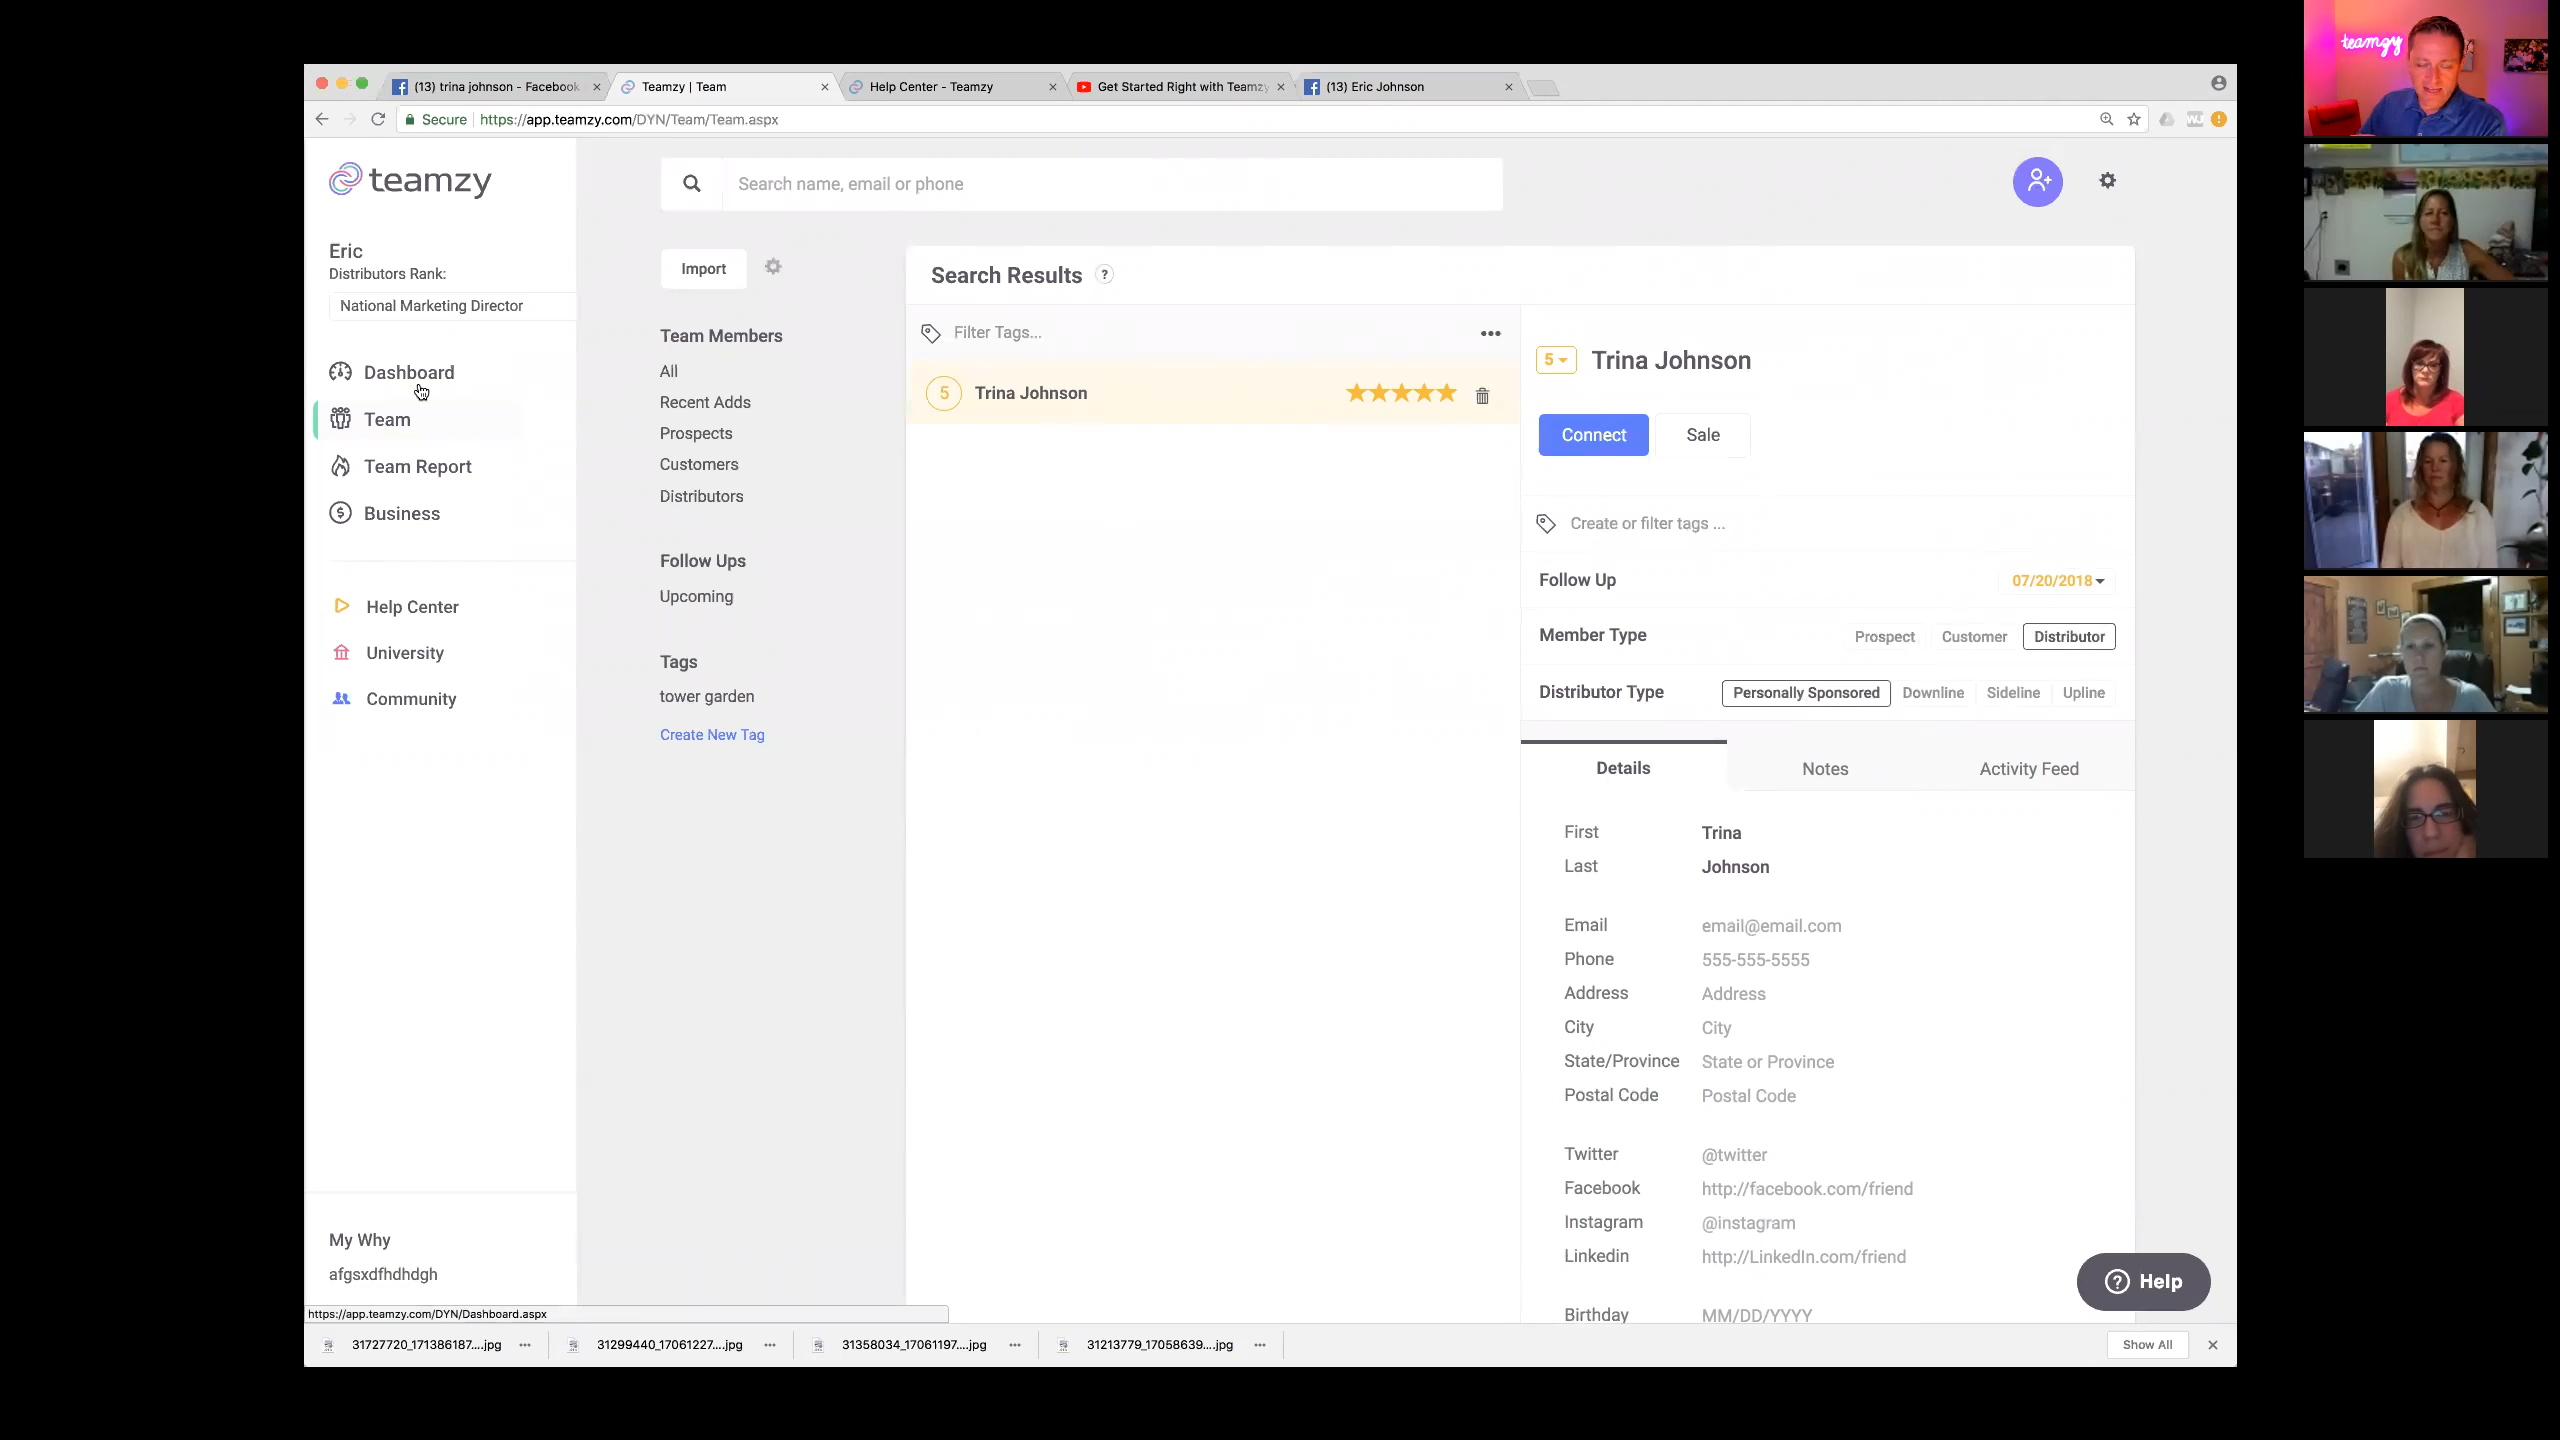 (13) trina johnson - Facebook
Teamzy | Team
Help Center - Teamzy
Get Started Right with Teamzy
(13) Eric Johnson
Secure
https://app.teamzy.com/DYN/Team/Team.aspx
teamzy
Search name, email or phone
Eric
Distributors Rank:
National Marketing Director
Dashboard
Team
Team Report
Business
Help Center
University
Community
My Why
afgsxdfhdhdgh
https://app.teamzy.com/DYN/Dashboard.aspx
Import
Team Members
All
Recent Adds
Prospects
Customers
Distributors
Follow Ups
Upcoming
Tags
tower garden
Create New Tag
Search Results ?
Filter Tags...
5 Trina Johnson
5 Trina Johnson
Connect Sale
Create or filter tags ...
Follow Up 07/20/2018
Member Type Prospect Customer Distributor
Distributor Type Personally Sponsored Downline Sideline Upline
Details Notes Activity Feed
First Trina
Last Johnson
Email email@email.com
Phone 555-555-5555
Address Address
City City
State/Province State or Province
Postal Code Postal Code
Twitter @twitter
Facebook http://facebook.com/friend
Instagram @instagram
Linkedin http://LinkedIn.com/friend
Birthday MM/DD/YYYY
? Help
31727720_171386187....jpg
31299440_17061227....jpg
31358034_17061197....jpg
31213779_17058639....jpg
Show All
teamzy